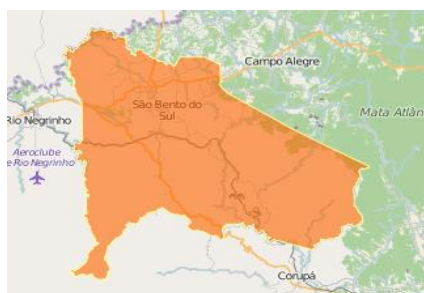 Campo Alegre
São Bento do
Sul
Mata Atlân
Rio Negrinho
Aeroclube
e Rio Negrinho
Corupá